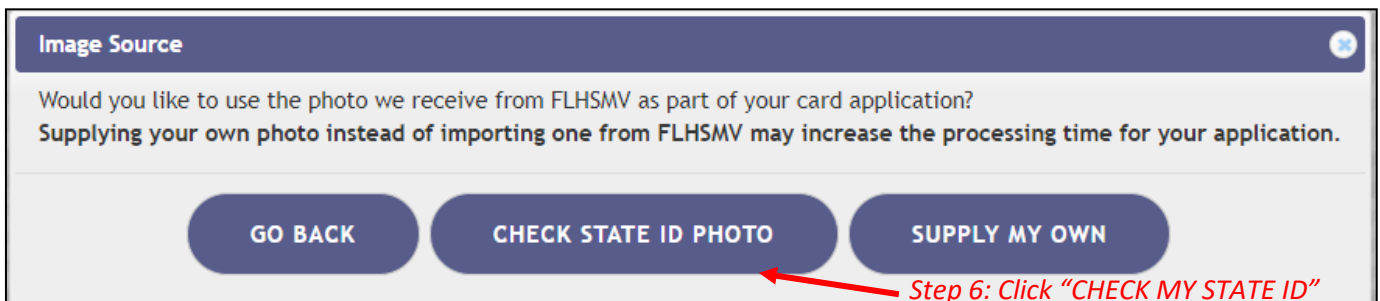 Image Source
Would you like to use the photo we receive from FLHSMV as part of your card application?
Supplying your own photo instead of importing one from FLHSMV may increase the processing time for your application.
GO BACK
CHECK STATE ID PHOTO
SUPPLY MY OWN
Step 6: Click “CHECK MY STATE ID”